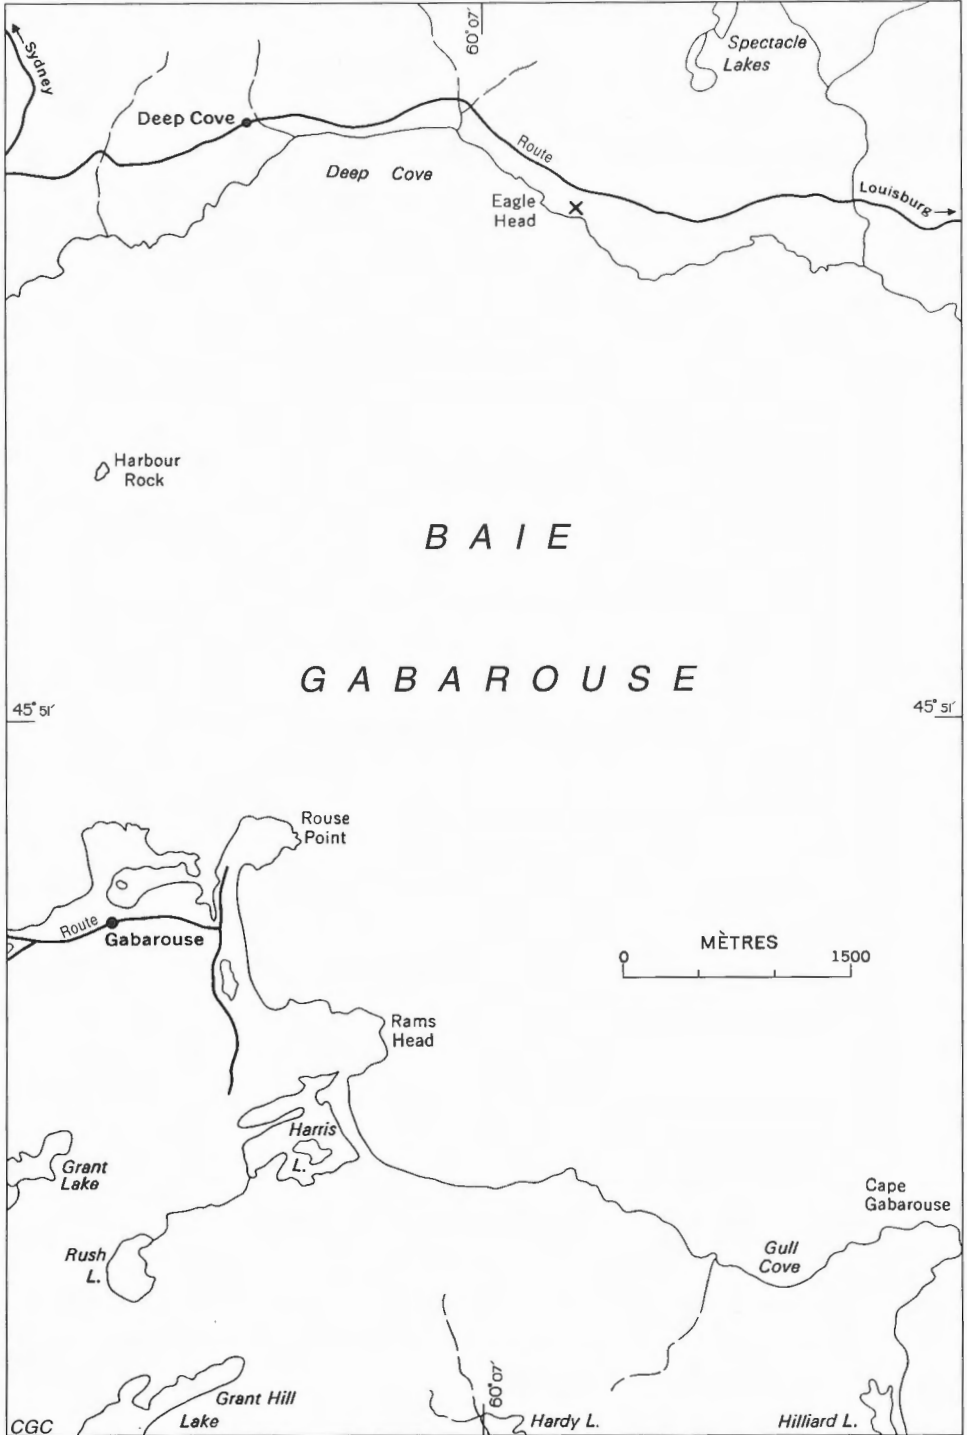 60°07′
Spectacle
Lakes
Sydney
Deep Cove
Route
Deep Cove
Eagle
Head
Louisburg
Harbour
Rock
BAIE
GABAROUSE
45°51′
45°51′
Rouse
Point
Route
Gabarouse
MÈTRES
0 1500
Rams
Head
Harris
L.
Grant
Lake
Cape
Gabarouse
Rush
L.
Gull
Cove
60°07′
Grant Hill
Lake
Hardy L.
Hilliard L.
CGC